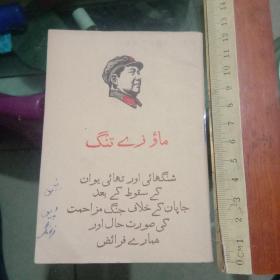 ماؤ زے تنگ
شنگھائی اور تھائی یوان
کے سقوط کے بعد
جاپان کے خلاف جنگ مزاحمت
کی صورت حال اور
ہمارے فرائض